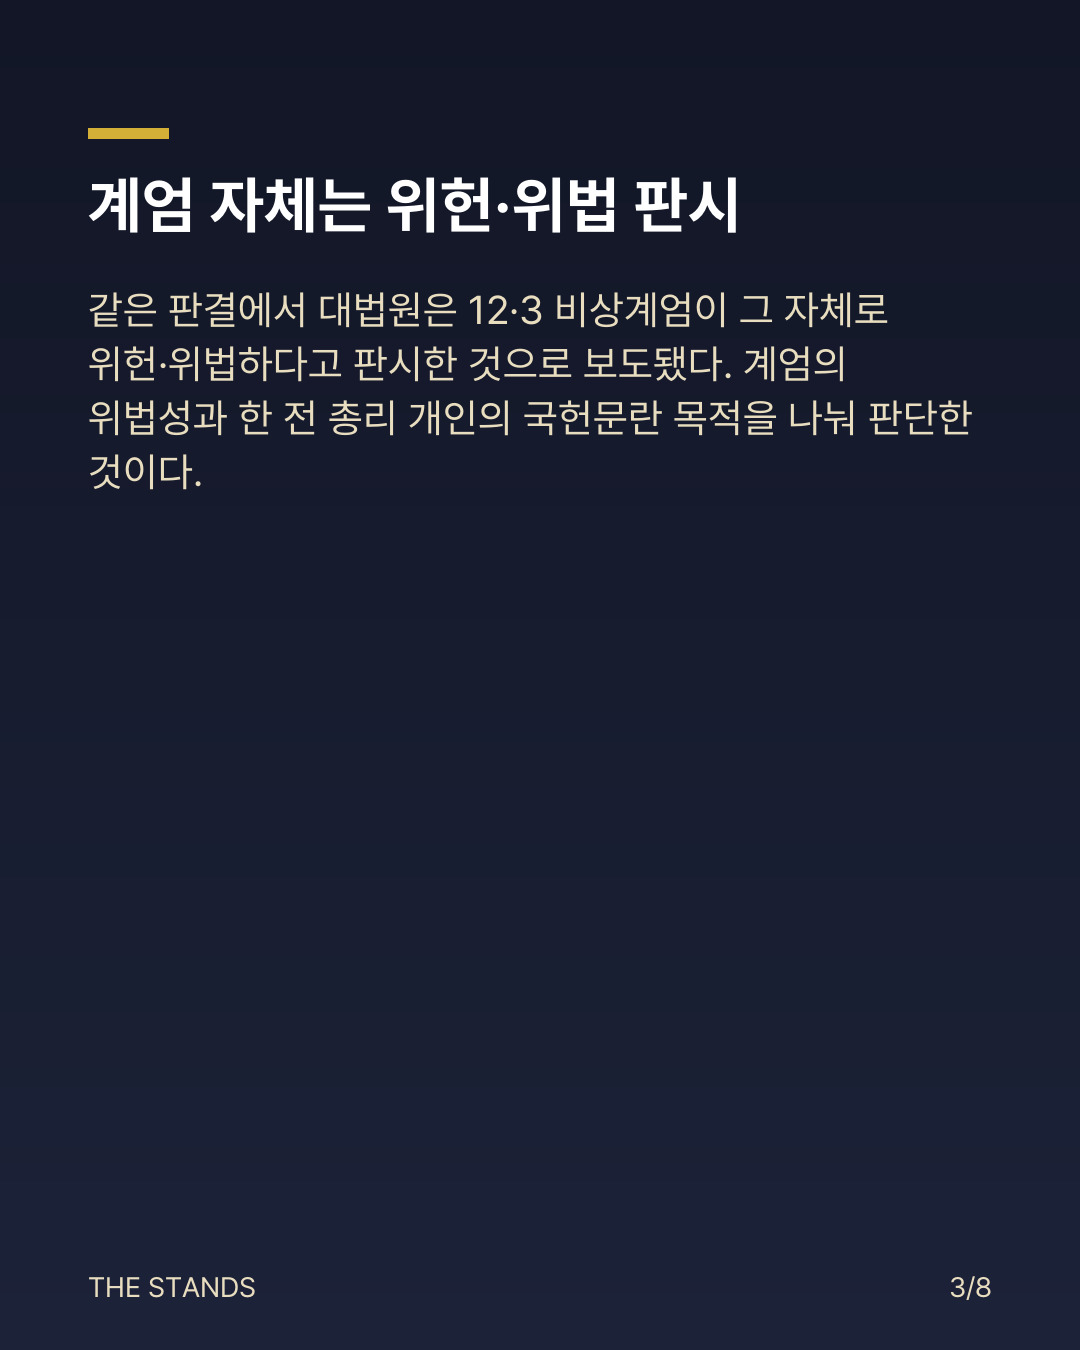 계엄 자체는 위헌·위법 판시
같은 판결에서 대법원은 12·3 비상계엄이 그 자체로
위헌·위법하다고 판시한 것으로 보도됐다. 계엄의
위법성과 한 전 총리 개인의 국헌문란 목적을 나눠 판단한
것이다.
THE STANDS
3/8